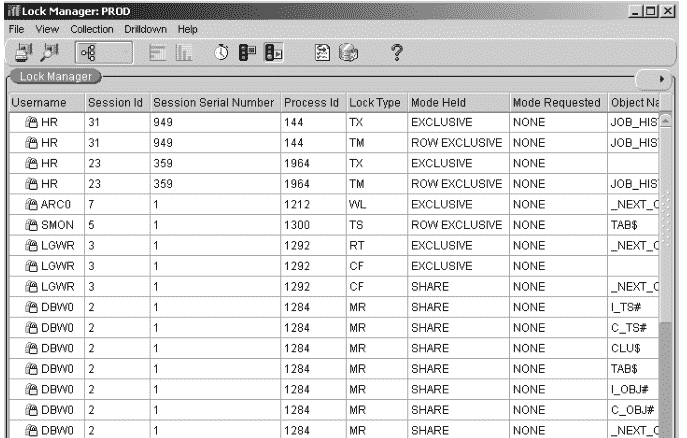 Lock Manager: PROD
File View Collection Drilldown Help
Lock Manager
Username Session Id Session Serial Number Process Id Lock Type Mode Held Mode Requested Object Na
HR 31 949 144 TX EXCLUSIVE NONE JOB_HIS
HR 31 949 144 TM ROW EXCLUSIVE NONE JOB_HIS
HR 23 359 1964 TX EXCLUSIVE NONE
HR 23 359 1964 TM ROW EXCLUSIVE NONE JOB_HIS
ARC0 7 1 1212 WL EXCLUSIVE NONE _NEXT_O
SMON 5 1 1300 TS ROW EXCLUSIVE NONE TAB$
LGWR 3 1 1292 RT EXCLUSIVE NONE _NEXT_O
LGWR 3 1 1292 CF EXCLUSIVE NONE
LGWR 3 1 1292 CF SHARE NONE _NEXT_O
DBW0 2 1 1284 MR SHARE NONE I_TS#
DBW0 2 1 1284 MR SHARE NONE C_TS#
DBW0 2 1 1284 MR SHARE NONE CLU$
DBW0 2 1 1284 MR SHARE NONE TAB$
DBW0 2 1 1284 MR SHARE NONE I_OBJ#
DBW0 2 1 1284 MR SHARE NONE C_OBJ#
DBW0 2 1 1284 MR SHARE NONE _NEXT_O